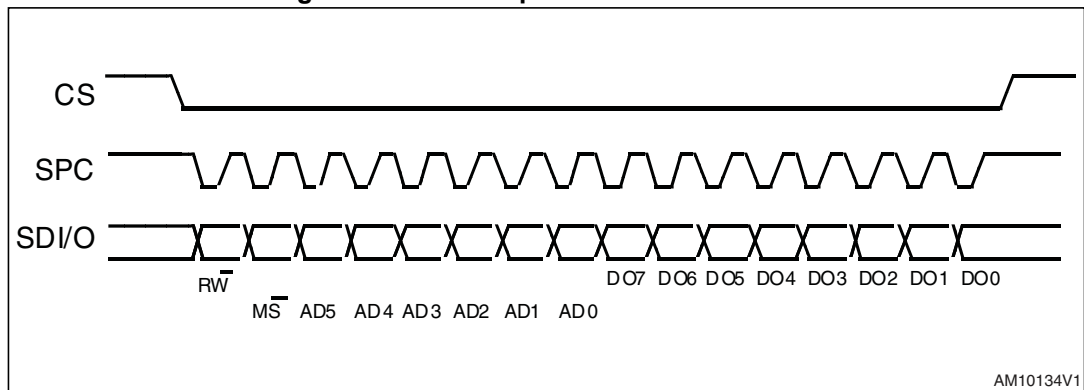 CS
SPC
SDI/O
RW
DO7 DO6 DO5 DO4 DO3 DO2 DO1 DO0
MS AD5 AD4 AD3 AD2 AD1 AD0
AM10134V1